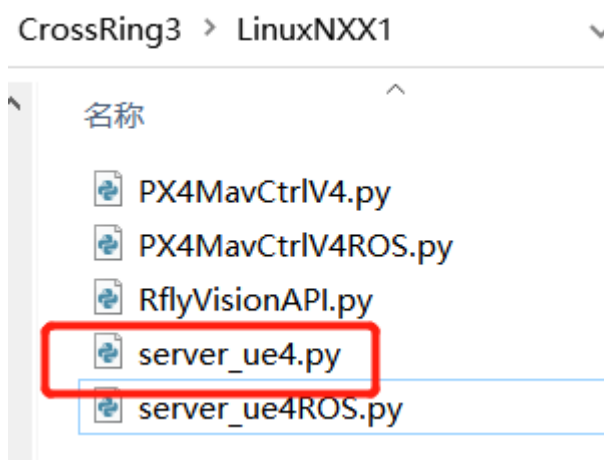 CrossRing3 > LinuxNXX1
名称
PX4MavCtrlV4.py
PX4MavCtrlV4ROS.py
RflyVisionAPI.py
server_ue4.py
server_ue4ROS.py